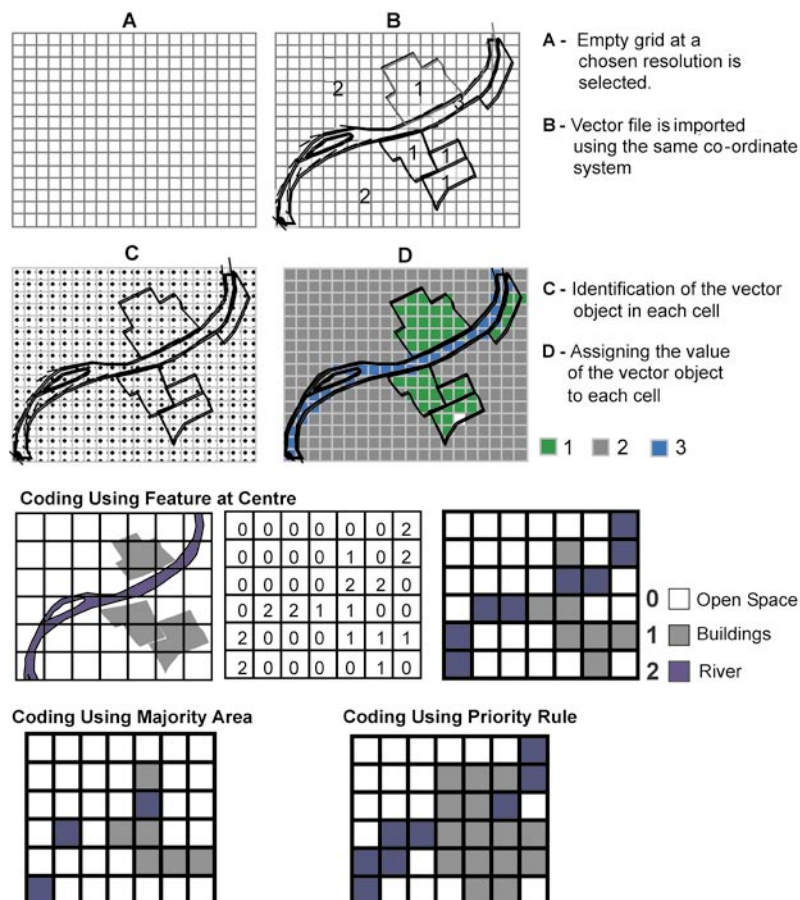 A
B
A - Empty grid at a
chosen resolution is
selected.
B - Vector file is imported
using the same co-ordinate
system
2
1
3
1
1
1
2
C
D
C - Identification of the vector
object in each cell
D - Assigning the value
of the vector object
to each cell
1 2 3
Coding Using Feature at Centre
0 0 0 0 0 0 2
0 0 0 0 1 0 2
0 0 0 0 2 2 0
0 2 2 1 1 0 0
2 0 0 0 1 1 1
2 0 0 0 0 1 0
0 Open Space
1 Buildings
2 River
Coding Using Majority Area
Coding Using Priority Rule